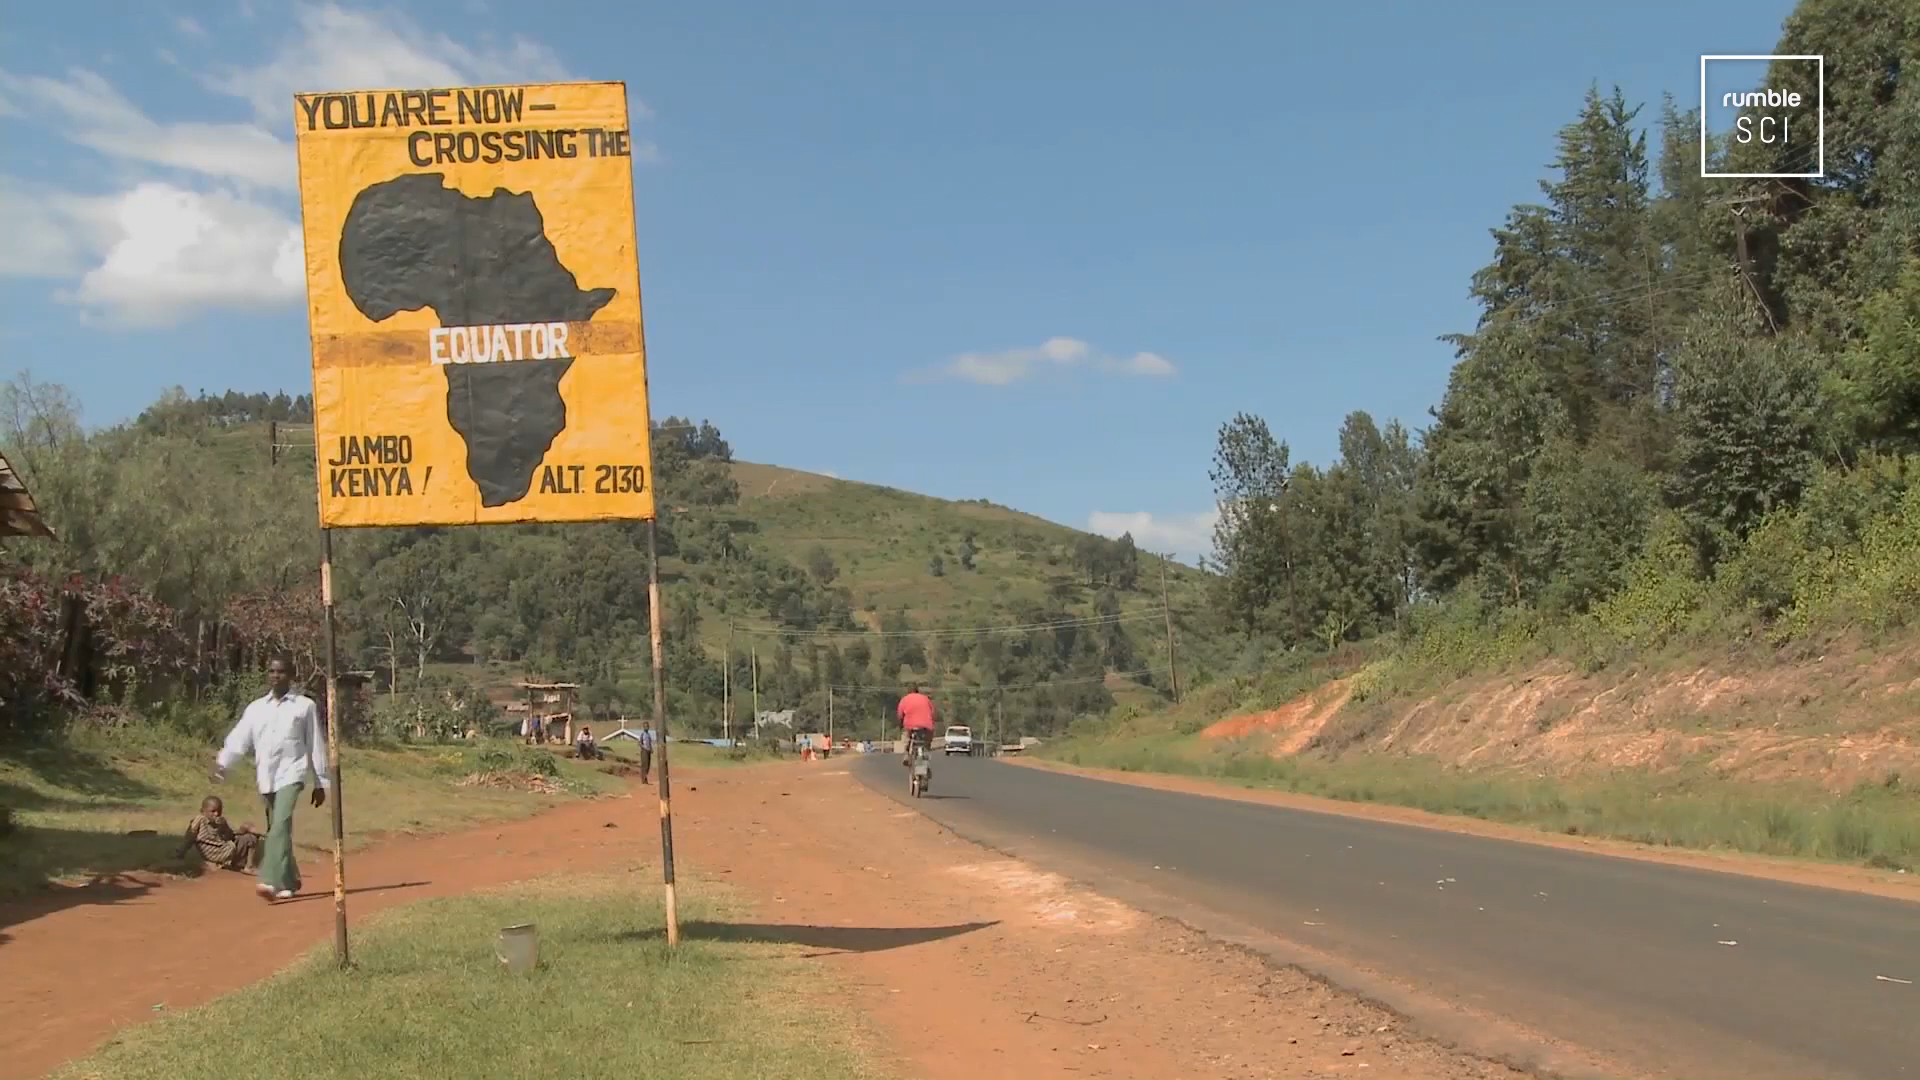 YOU ARE NOW —
CROSSING THE
EQUATOR
JAMBO
KENYA !
ALT. 2130
rumble
SCI